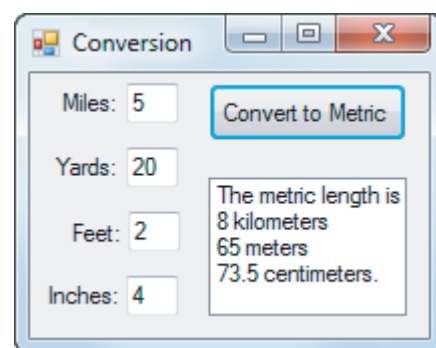 Conversion
Miles: 5
Convert to Metric
Yards: 20
Feet: 2
Inches: 4
The metric length is
8 kilometers
65 meters
73.5 centimeters.